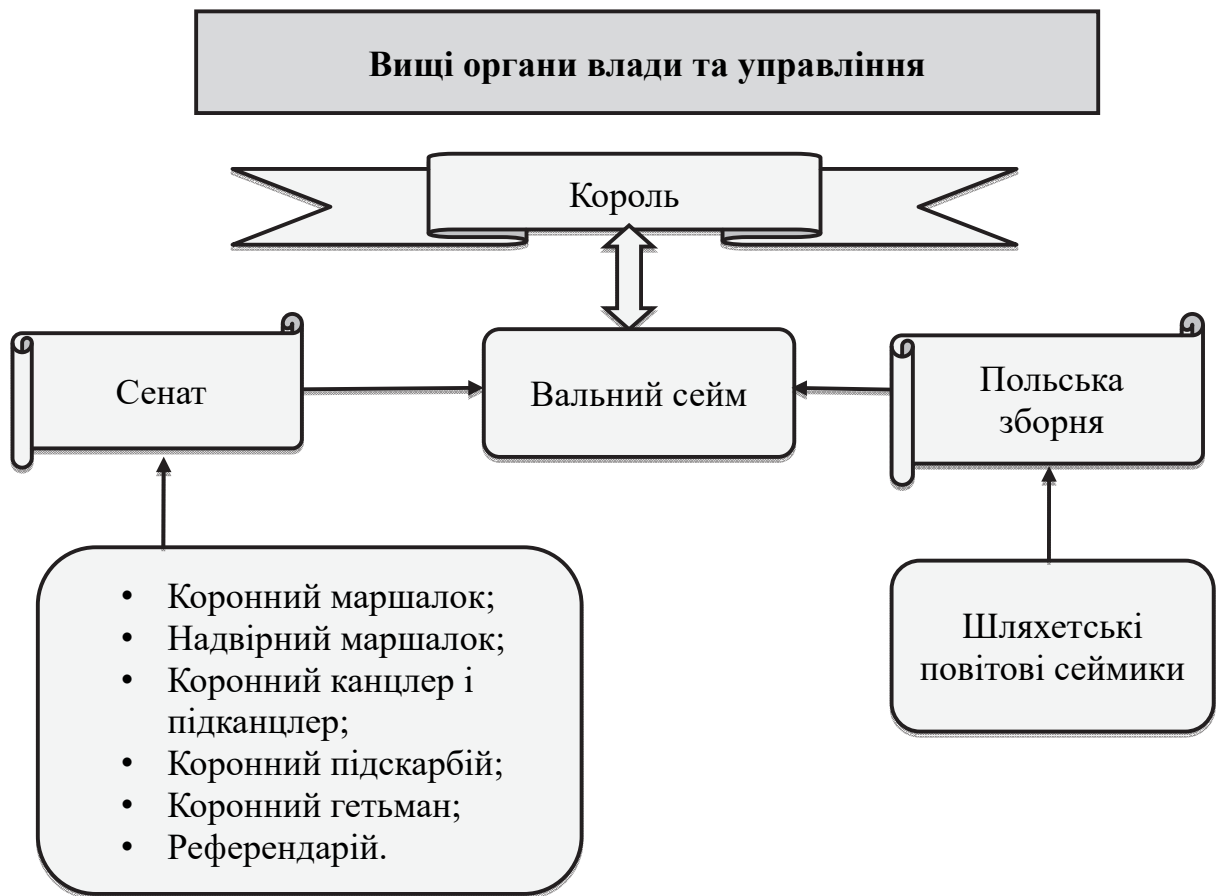 Вищі органи влади та управління
Король
Сенат
Вальний сейм
Польська
зборня
• Коронний маршалок;
• Надвірний маршалок;
• Коронний канцлер і
підканцлер;
• Коронний підскарбій;
• Коронний гетьман;
• Референдарій.
Шляхетські
повітові сеймики